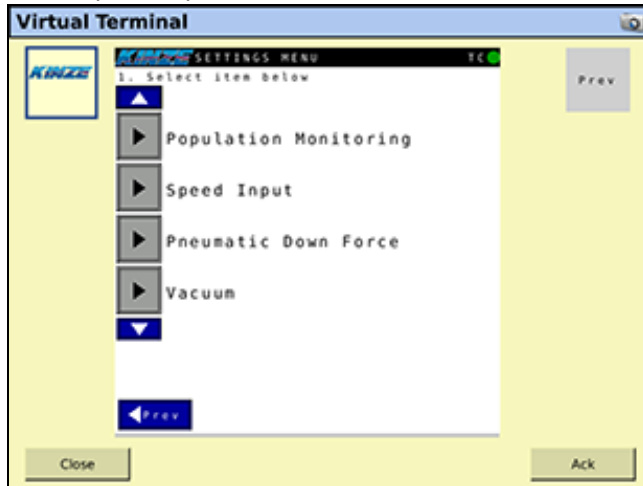 Virtual Terminal
KINZE
KINZE SETTINGS MENU TC
Prev
1. Select item below
Population Monitoring
Speed Input
Pneumatic Down Force
Vacuum
Prev
Close
Ack